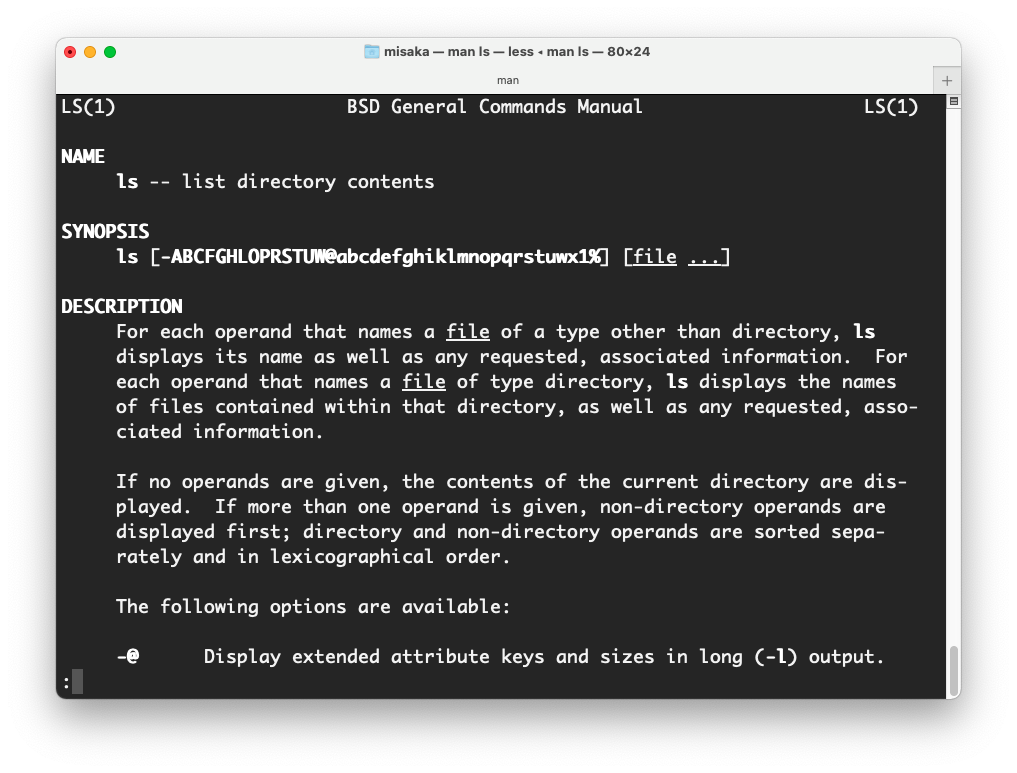 misaka — man ls — less ◂ man ls — 80×24
man
LS(1)                     BSD General Commands Manual                    LS(1)
NAME
     ls -- list directory contents
SYNOPSIS
     ls [-ABCFGHLOPRSTUW@abcdefghiklmnopqrstuwx1%] [file ...]
DESCRIPTION
     For each operand that names a file of a type other than directory, ls
     displays its name as well as any requested, associated information.  For
     each operand that names a file of type directory, ls displays the names
     of files contained within that directory, as well as any requested, asso-
     ciated information.
     If no operands are given, the contents of the current directory are dis-
     played.  If more than one operand is given, non-directory operands are
     displayed first; directory and non-directory operands are sorted sepa-
     rately and in lexicographical order.
     The following options are available:
     -@      Display extended attribute keys and sizes in long (-l) output.
: